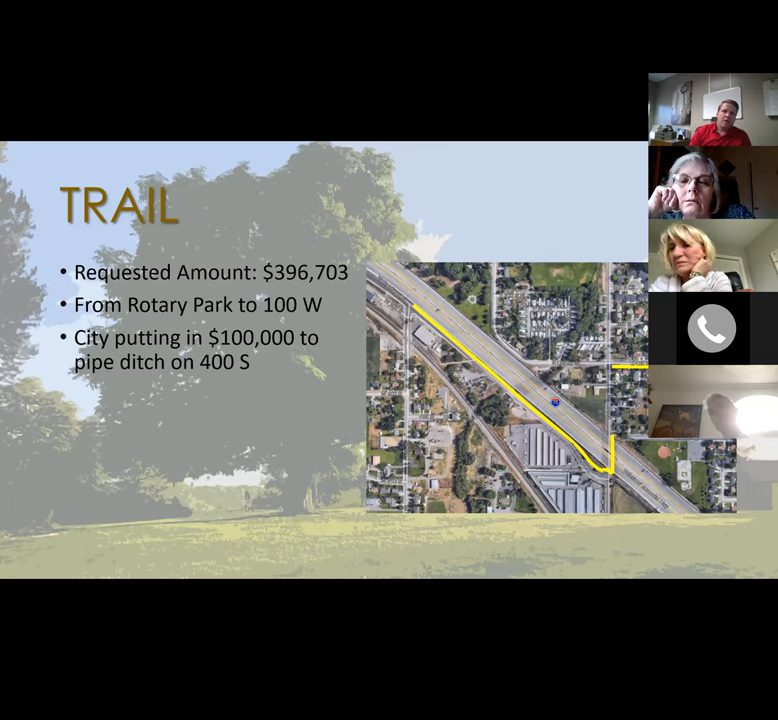 TRAIL
• Requested Amount: $396,703
• From Rotary Park to 100 W
• City putting in $100,000 to
pipe ditch on 400 S